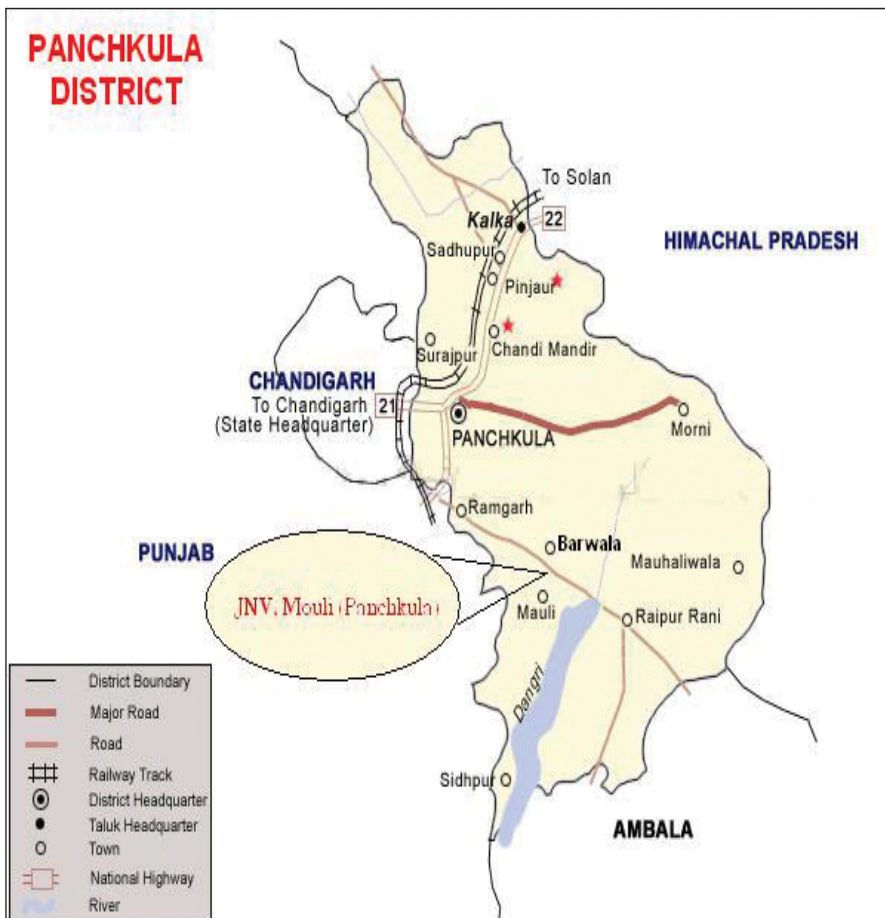 PANCHKULA
DISTRICT
To Solan
Kalka
22
HIMACHAL PRADESH
Sadhupur
Pinjaur
Chandi Mandir
Surajpur
CHANDIGARH
To Chandigarh
(State Headquarter)
21
PANCHKULA
Morni
Ramgarh
Barwala
PUNJAB
Mauhaliwala
JNV, Mouli (Panchkula)
Mauli
Raipur Rani
Dangri
Sidhpur
AMBALA
District Boundary
Major Road
Road
Railway Track
District Headquarter
Taluk Headquarter
Town
National Highway
River